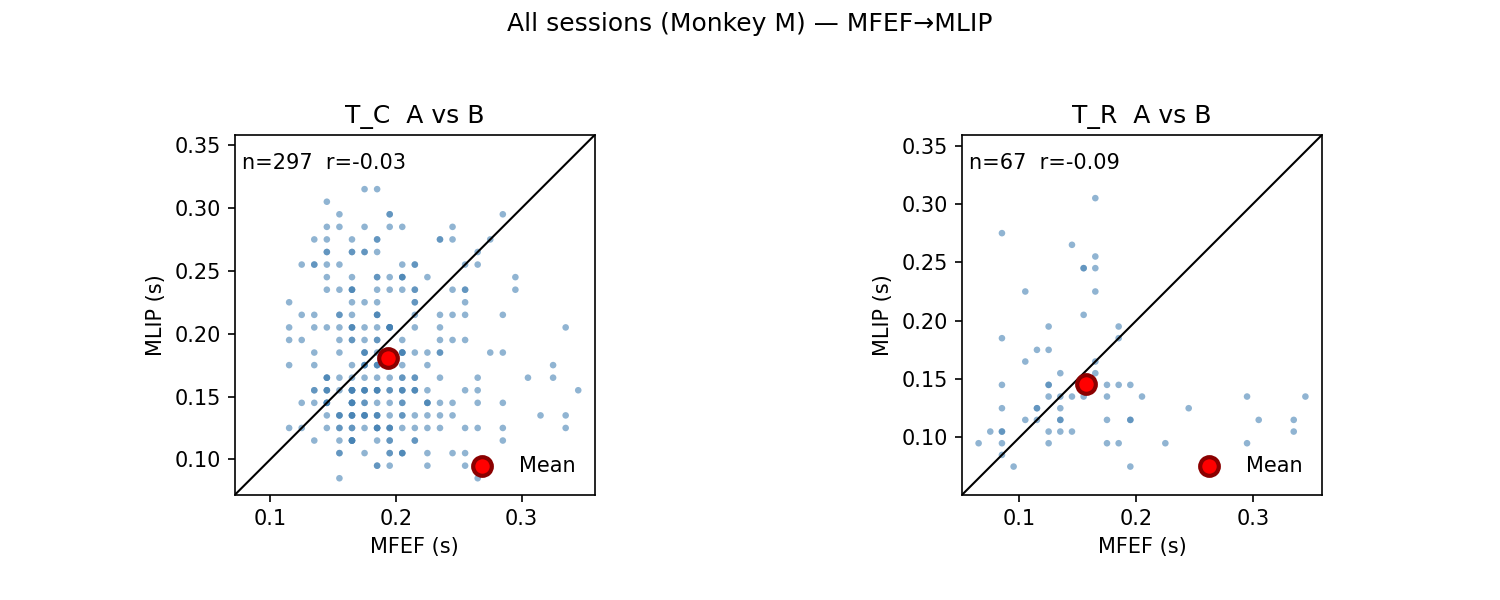 All sessions (Monkey M) — MFEF→MLIP
T_C  A vs B
n=297  r=-0.03
0.35
0.30
0.25
0.20
0.15
0.10
MLIP (s)
Mean
0.1
0.2
0.3
MFEF (s)
T_R  A vs B
n=67  r=-0.09
0.35
0.30
0.25
0.20
0.15
0.10
MLIP (s)
Mean
0.1
0.2
0.3
MFEF (s)